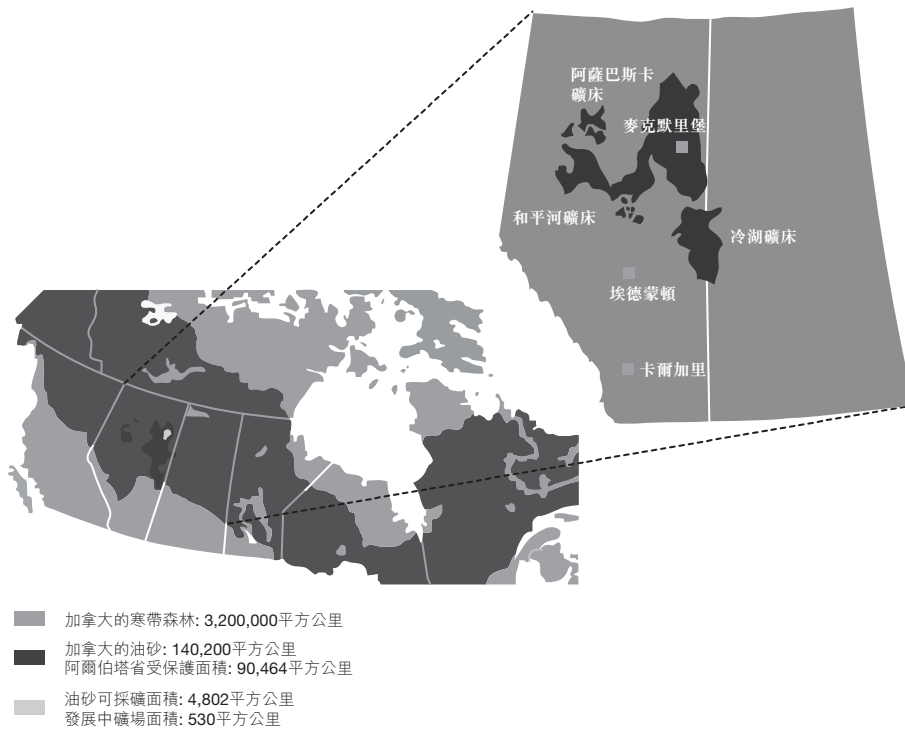 阿薩巴斯卡
礦床
麥克默里堡
和平河礦床
冷湖礦床
埃德蒙頓
卡爾加里
加拿大的寒帶森林: 3,200,000平方公里
加拿大的油砂: 140,200平方公里
阿爾伯塔省受保護面積: 90,464平方公里
油砂可採礦面積: 4,802平方公里
發展中礦場面積: 530平方公里